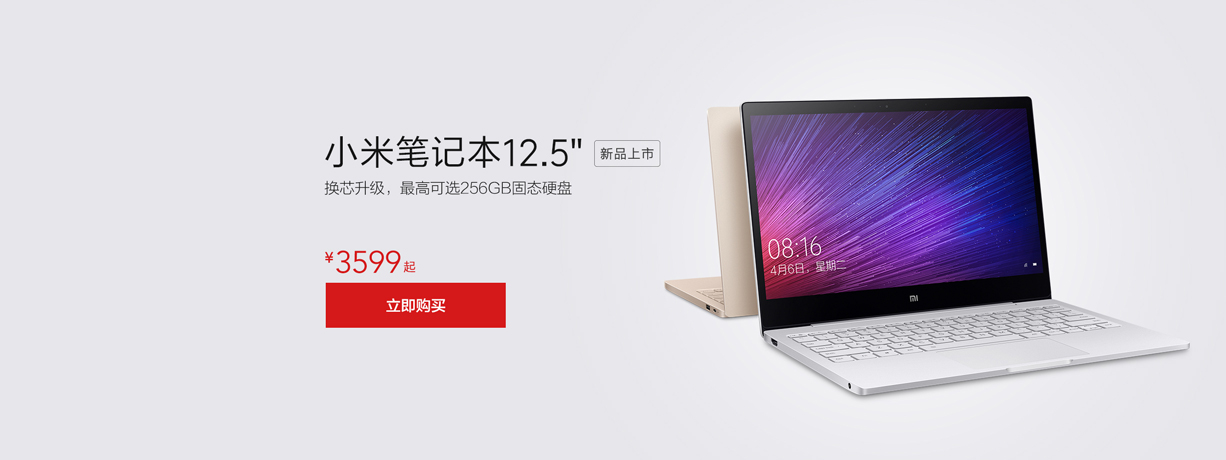 小米笔记本12.5"
新品上市
换芯升级，最高可选256GB固态硬盘
¥3599起
立即购买
08:16
4月6日，星期二
mi